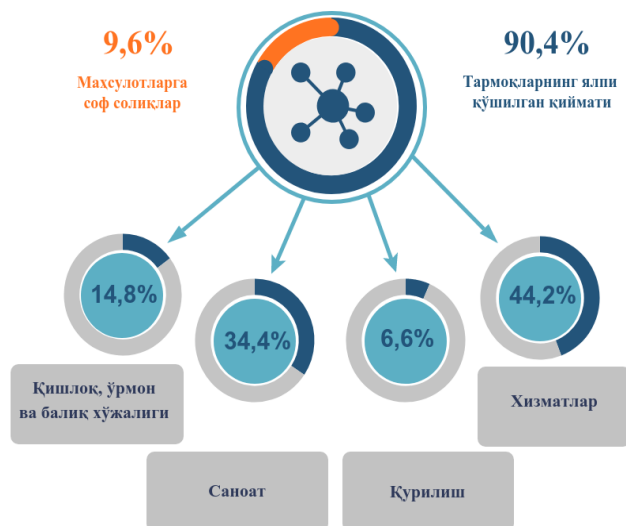 9,6%
Маҳсулотларга
соф солиқлар
90,4%
Тармоқларнинг ялпи
қўшилган қиймати
14,8%
34,4%
6,6%
44,2%
Қишлоқ, ўрмон
ва балиқ хўжалиги
Саноат
Қурилиш
Хизматлар